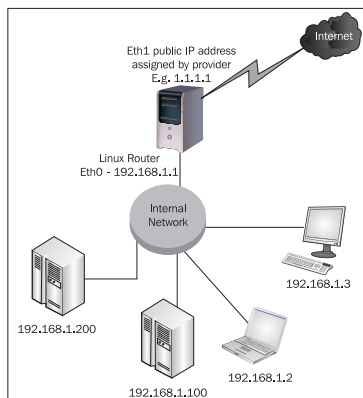 Internet
Eth1 public IP address
assigned by provider
E.g. 1.1.1.1
Linux Router
Eth0 - 192.168.1.1
Internal
Network
192.168.1.3
192.168.1.200
192.168.1.2
192.168.1.100